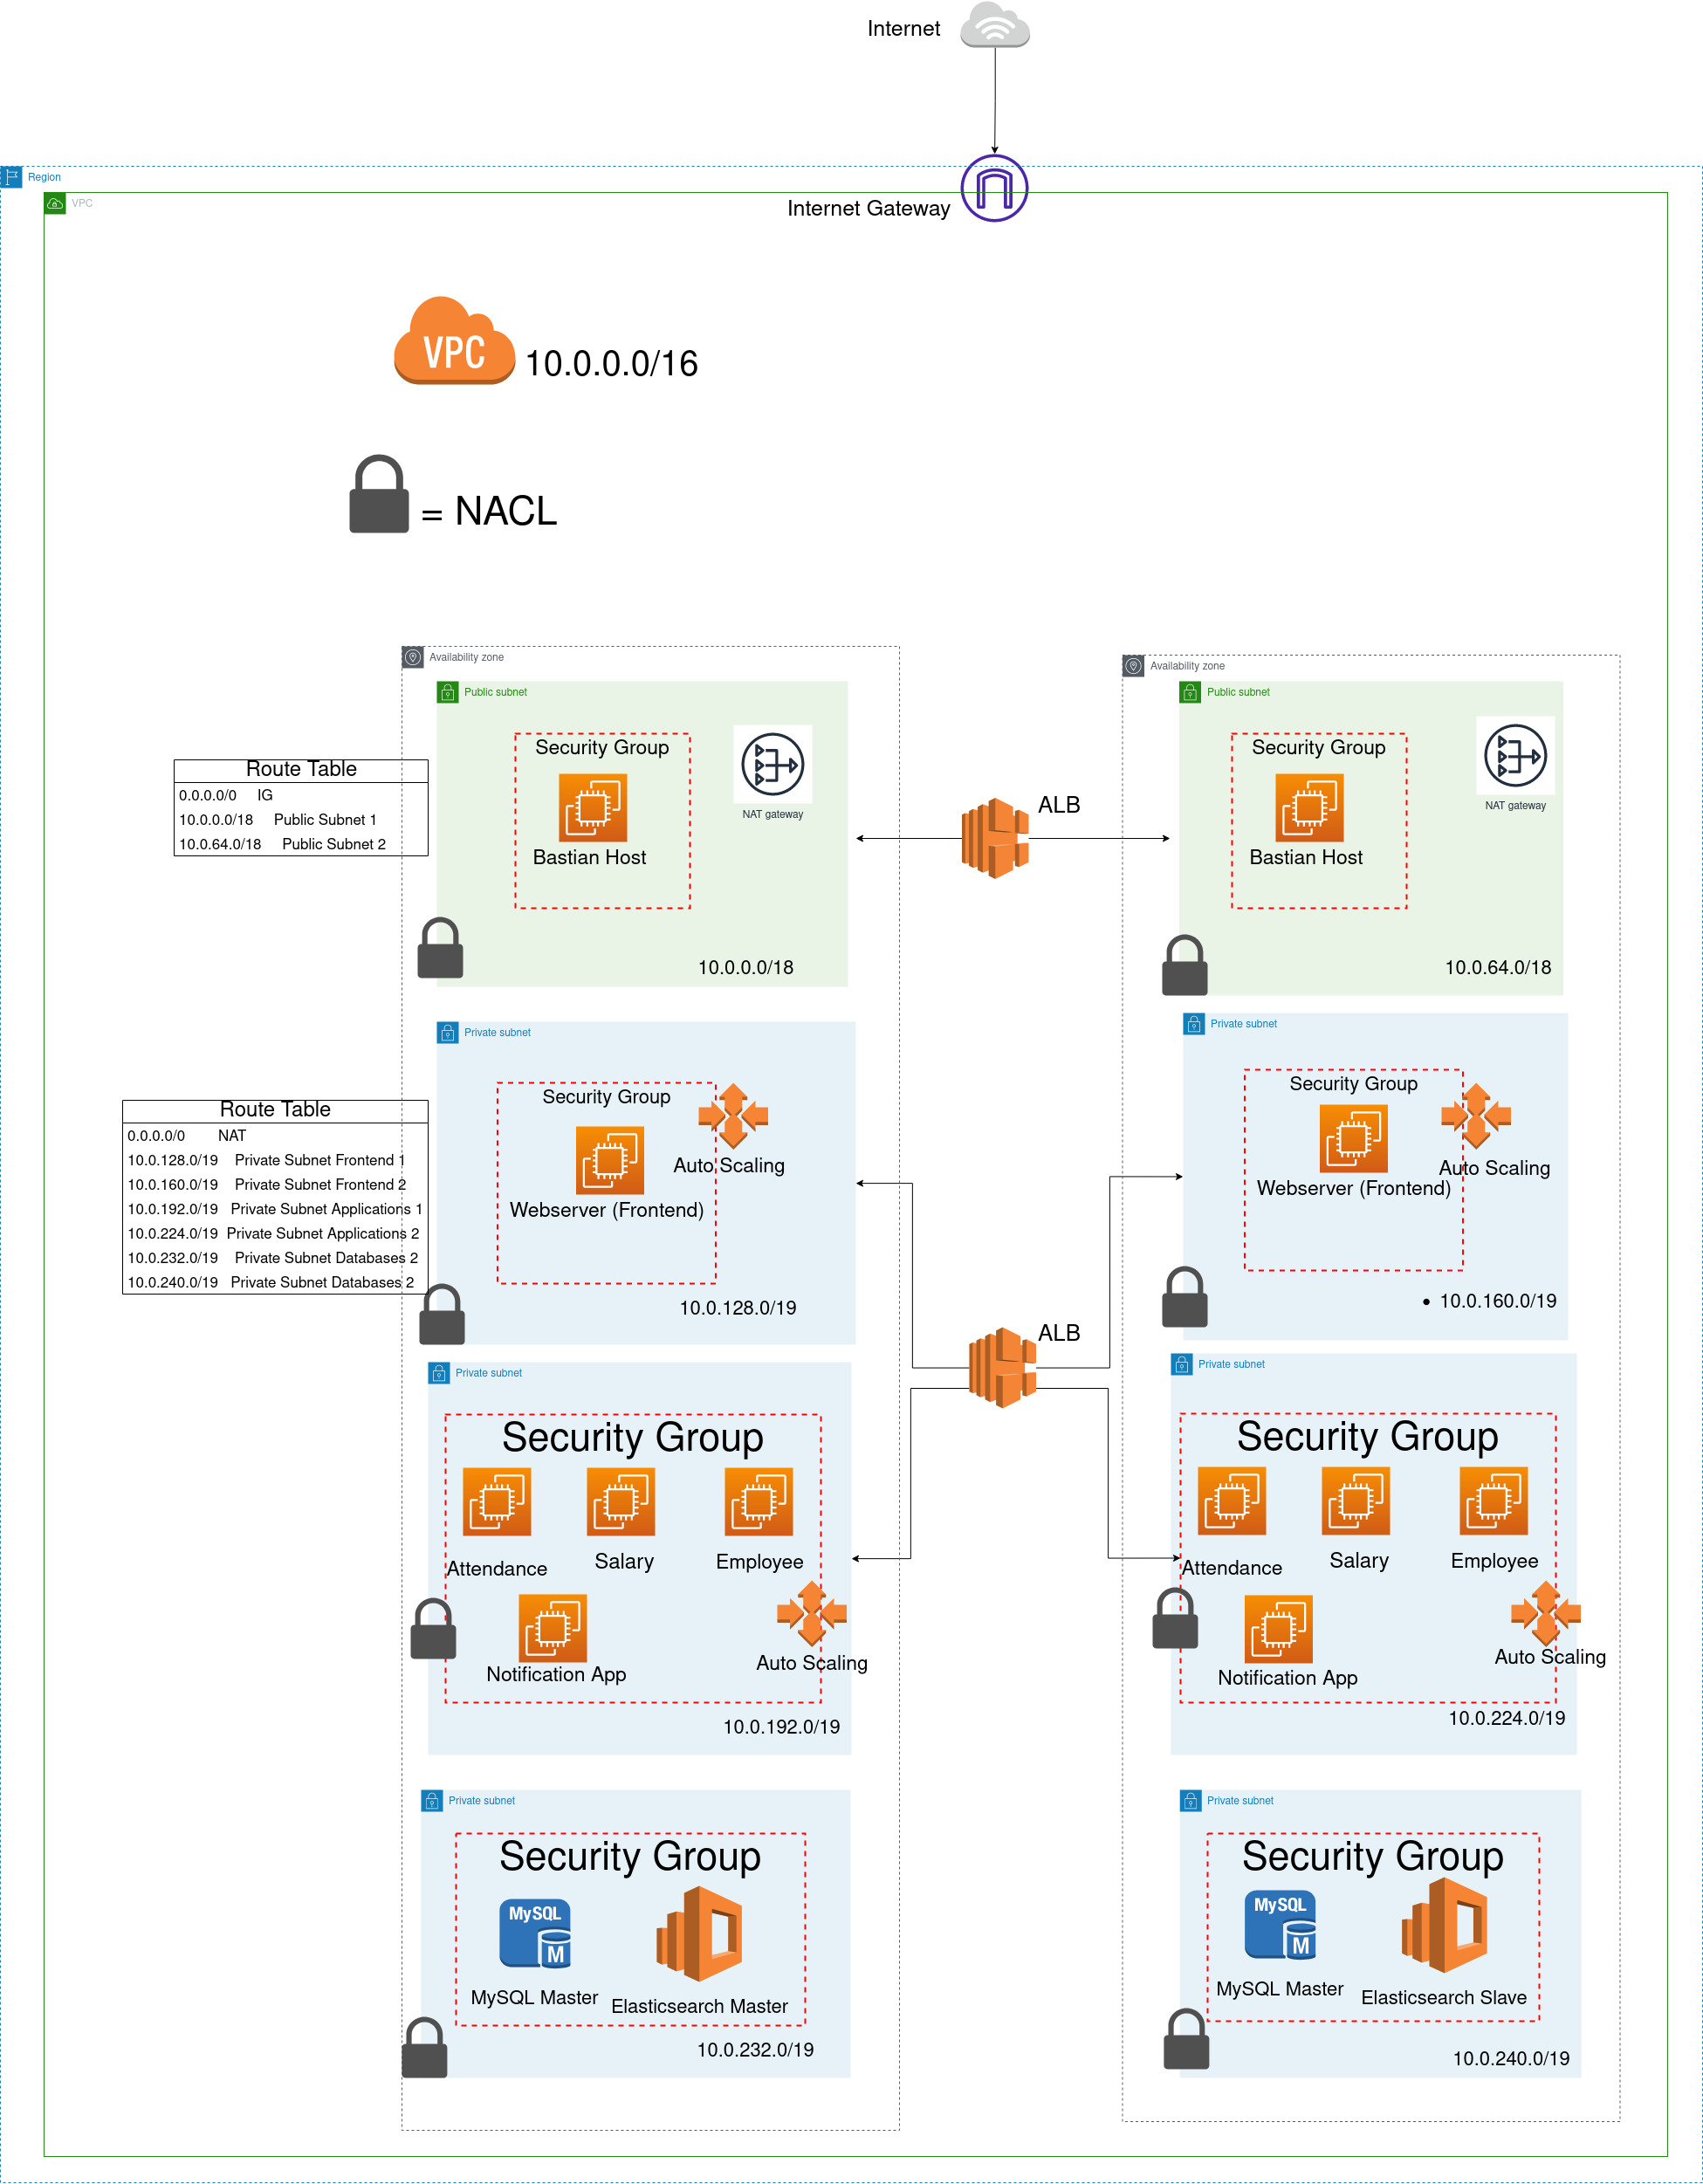 Internet
Region
VPC
Internet Gateway
VPC
10.0.0.0/16
= NACL
Availability zone
Public subnet
Security Group
Bastian Host
NAT gateway
10.0.0.0/18
Route Table
0.0.0.0/0 IG
10.0.0.0/18 Public Subnet 1
10.0.64.0/18 Public Subnet 2
ALB
Availability zone
Public subnet
Security Group
Bastian Host
NAT gateway
10.0.64.0/18
Route Table
0.0.0.0/0 NAT
10.0.128.0/19 Private Subnet Frontend 1
10.0.160.0/19 Private Subnet Frontend 2
10.0.192.0/19 Private Subnet Applications 1
10.0.224.0/19 Private Subnet Applications 2
10.0.232.0/19 Private Subnet Databases 2
10.0.240.0/19 Private Subnet Databases 2
Private subnet
Security Group
Auto Scaling
Webserver (Frontend)
10.0.128.0/19
Private subnet
Security Group
Auto Scaling
Webserver (Frontend)
• 10.0.160.0/19
ALB
Private subnet
Security Group
Attendance
Salary
Employee
Notification App
Auto Scaling
10.0.192.0/19
Private subnet
Security Group
Attendance
Salary
Employee
Notification App
Auto Scaling
10.0.224.0/19
Private subnet
Security Group
MySQL
M
MySQL Master
Elasticsearch Master
10.0.232.0/19
Private subnet
Security Group
MySQL
M
MySQL Master
Elasticsearch Slave
10.0.240.0/19